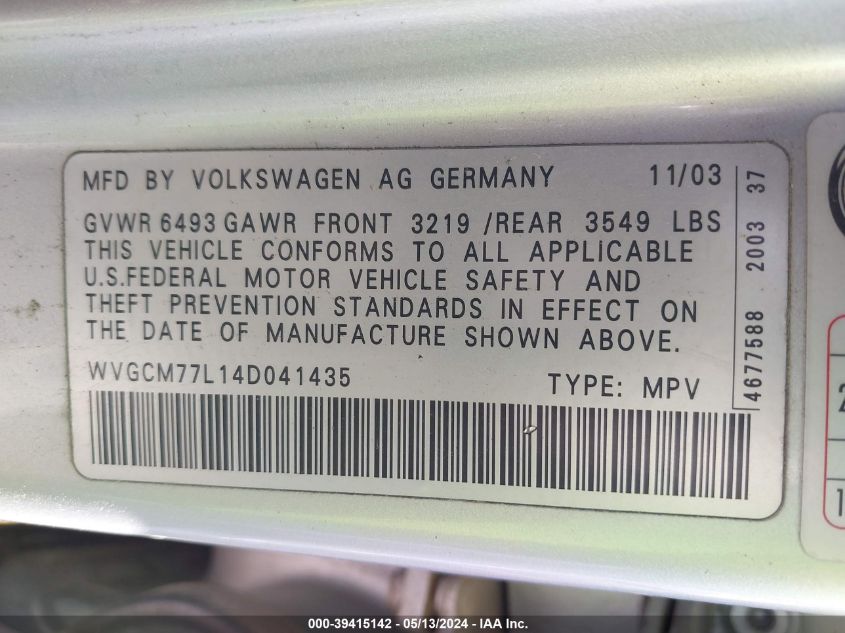 MFD BY VOLKSWAGEN AG GERMANY 11/03
GVWR 6493 GAWR FRONT 3219 /REAR 3549 LBS
THIS VEHICLE CONFORMS TO ALL APPLICABLE
U.S.FEDERAL MOTOR VEHICLE SAFETY AND
THEFT PREVENTION STANDARDS IN EFFECT ON
THE DATE OF MANUFACTURE SHOWN ABOVE.
WVGCM77L14D041435 TYPE: MPV
4677588 2003 37
2
1
000-39415142 - 05/13/2024 - IAA Inc.